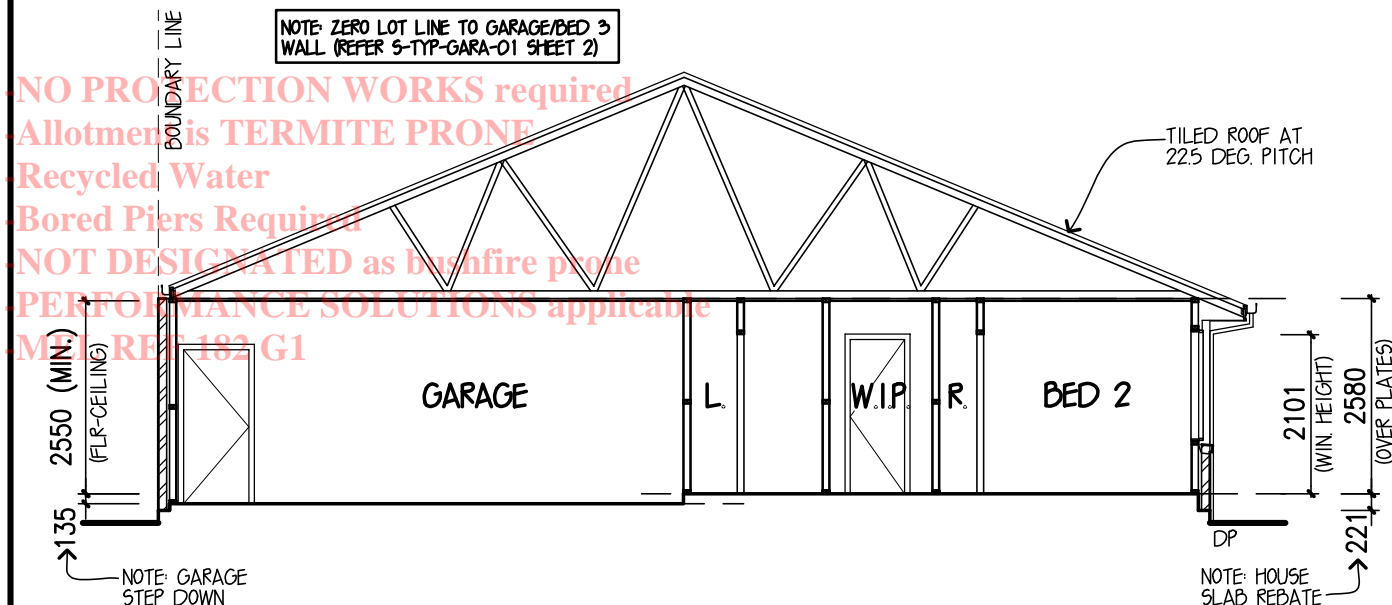 BOUNDARY LINE
NOTE: ZERO LOT LINE TO GARAGE/BED 3
WALL (REFER S-TYP-GARA-01 SHEET 2)
-NO PROTECTION WORKS required
-Allotment is TERMITE PRONE
-Recycled Water
-Bored Piers Required
-NOT DESIGNATED as bushfire prone
-PERFORMANCE SOLUTIONS applicable
-MEL REF 182 G1
TILED ROOF AT
22.5 DEG. PITCH
2550 (MIN.)
(FLR-CEILING)
GARAGE
L.
W.I.P.
R.
BED 2
2101
(WIN. HEIGHT)
2580
(OVER PLATES)
135
NOTE: GARAGE
STEP DOWN
DP
221
NOTE: HOUSE
SLAB REBATE